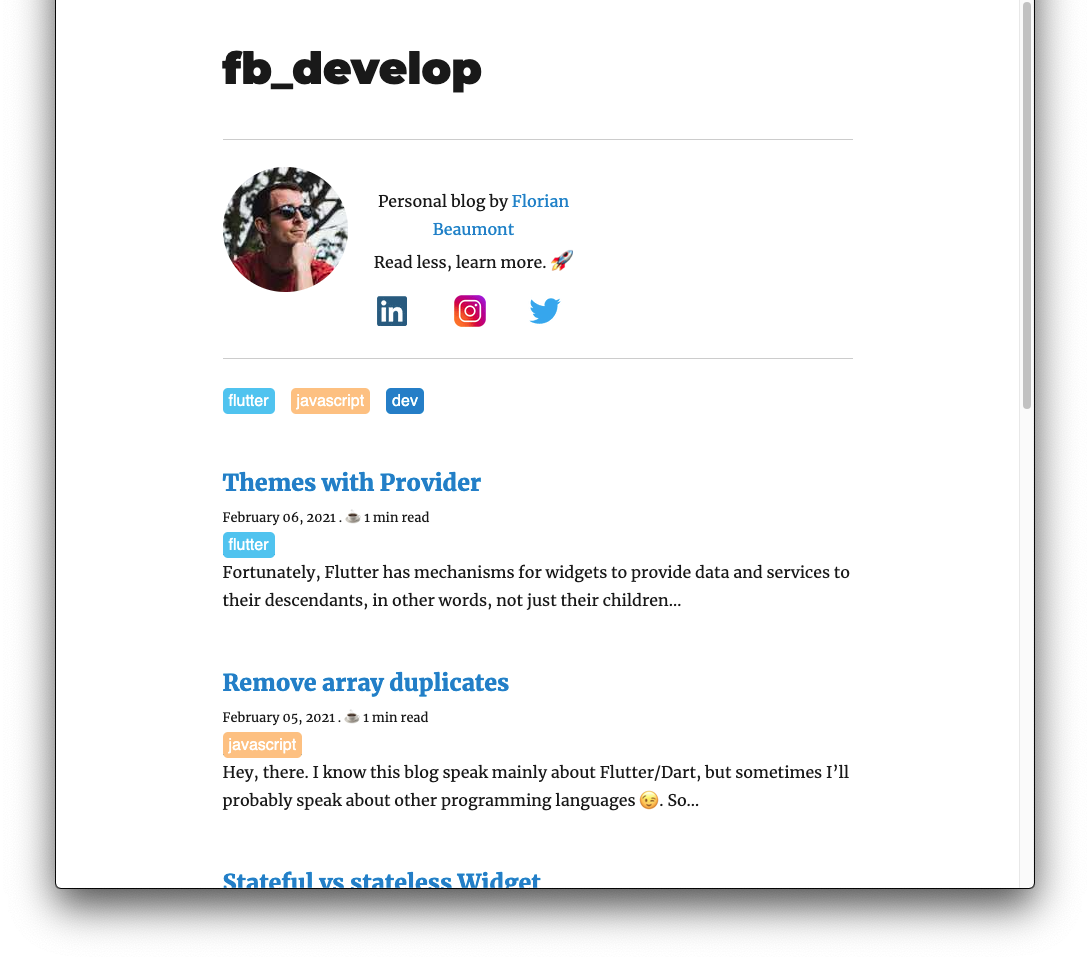 fb_develop
Personal blog by Florian
Beaumont
Read less, learn more. 🚀
in
flutter javascript dev
Themes with Provider
February 06, 2021 . ☕ 1 min read
flutter
Fortunately, Flutter has mechanisms for widgets to provide data and services to
their descendants, in other words, not just their children...
Remove array duplicates
February 05, 2021 . ☕ 1 min read
javascript
Hey, there. I know this blog speak mainly about Flutter/Dart, but sometimes I’ll
probably speak about other programming languages 😉. So...
Stateful vs stateless Widget